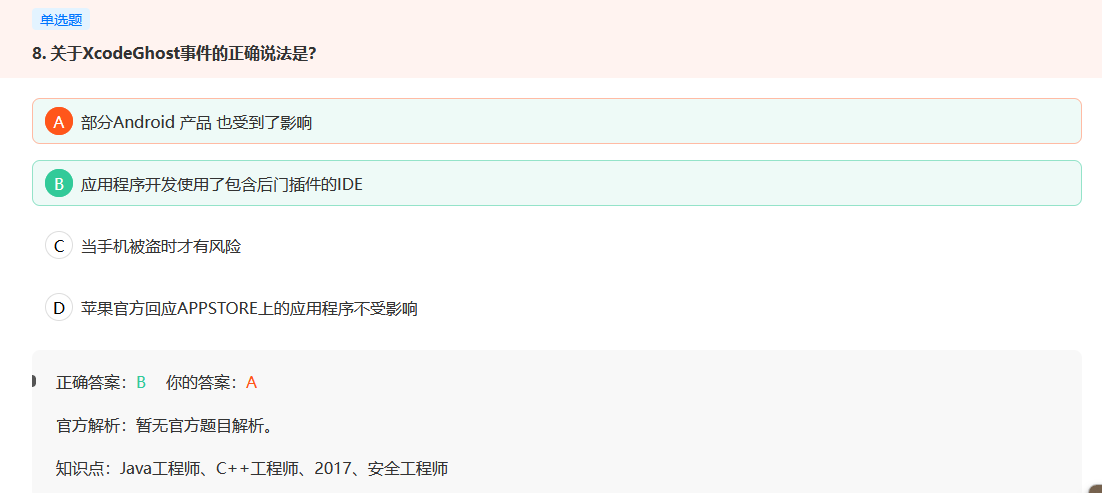 单选题
8. 关于XcodeGhost事件的正确说法是?
A 部分Android 产品 也受到了影响
B 应用程序开发使用了包含后门插件的IDE
C 当手机被盗时才有风险
D 苹果官方回应APPSTORE上的应用程序不受影响
正确答案：B 你的答案：A
官方解析：暂无官方题目解析。
知识点：Java工程师、C++工程师、2017、安全工程师